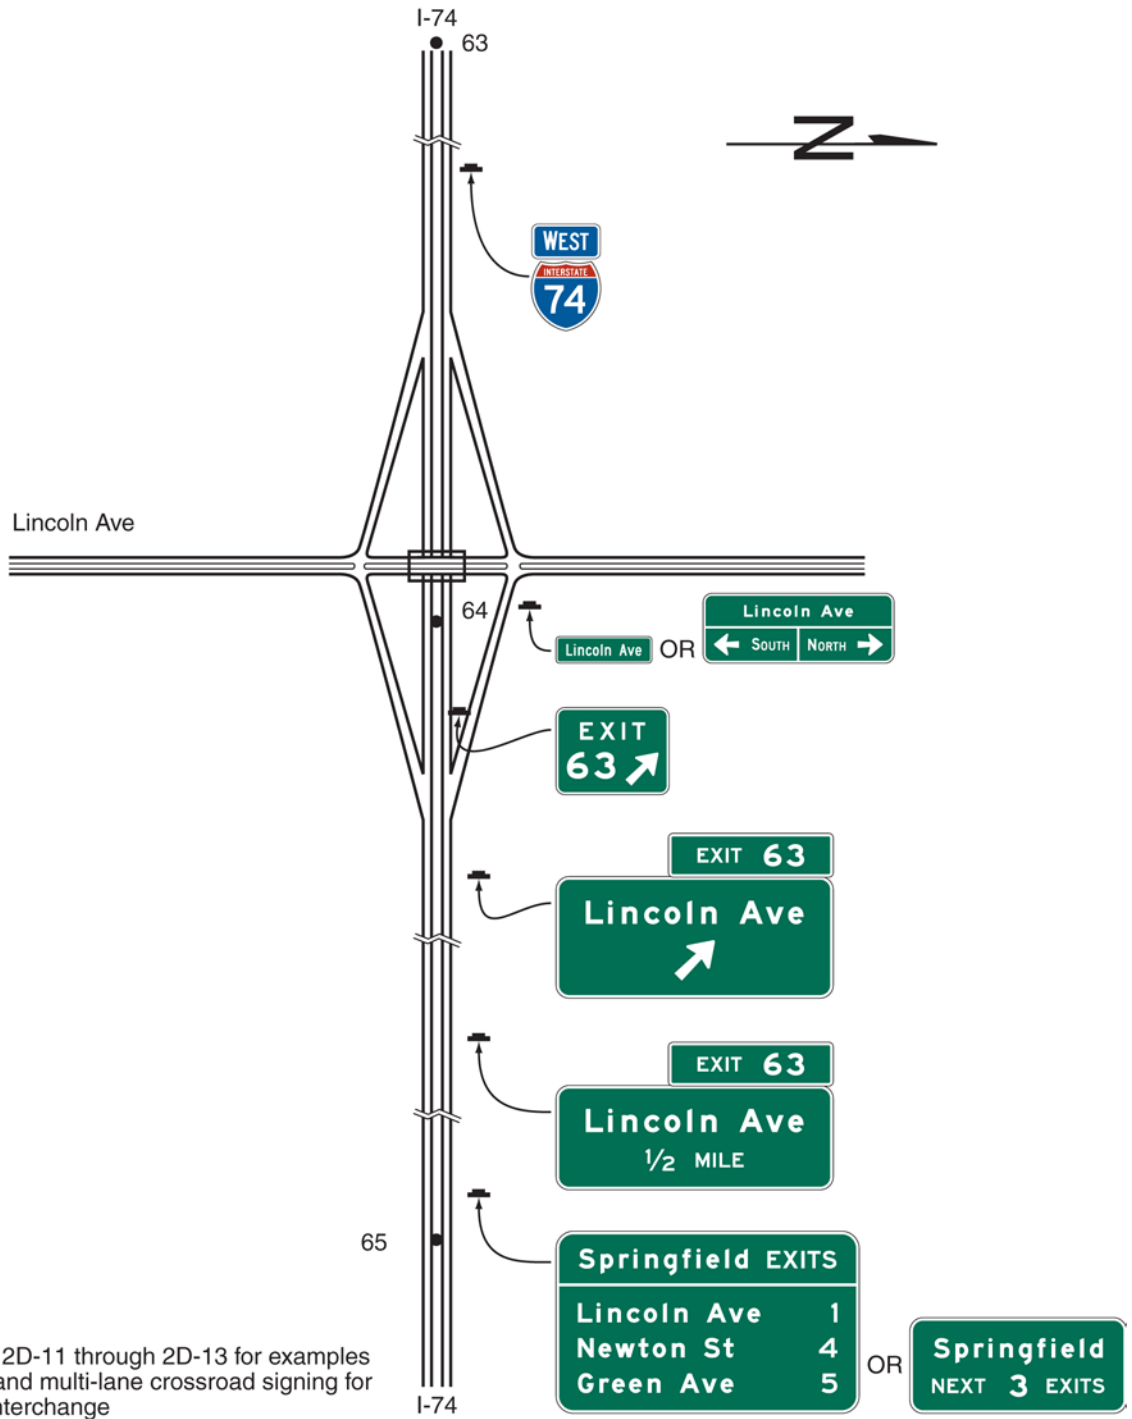 I-74
63
N
WEST
INTERSTATE
74
Lincoln Ave
64
Lincoln Ave
OR
Lincoln Ave
SOUTH NORTH
EXIT
63
EXIT 63
Lincoln Ave
EXIT 63
Lincoln Ave
1/2 MILE
65
Springfield EXITS
Lincoln Ave 1
Newton St 4
Green Ave 5
OR
Springfield
NEXT 3 EXITS
2D-11 through 2D-13 for examples
and multi-lane crossroad signing for
nterchange
I-74